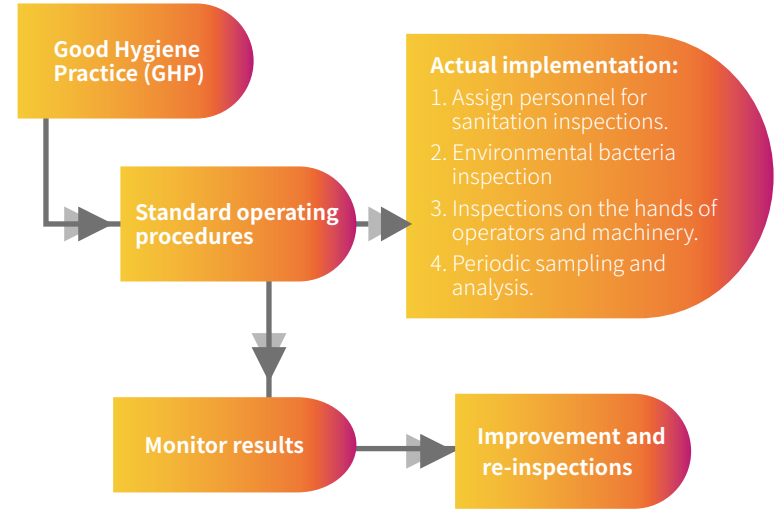 Good Hygiene
Practice (GHP)
Actual implementation:
1. Assign personnel for
sanitation inspections.
2. Environmental bacteria
inspection
3. Inspections on the hands of
operators and machinery.
4. Periodic sampling and
analysis.
Standard operating
procedures
Monitor results
Improvement and
re-inspections